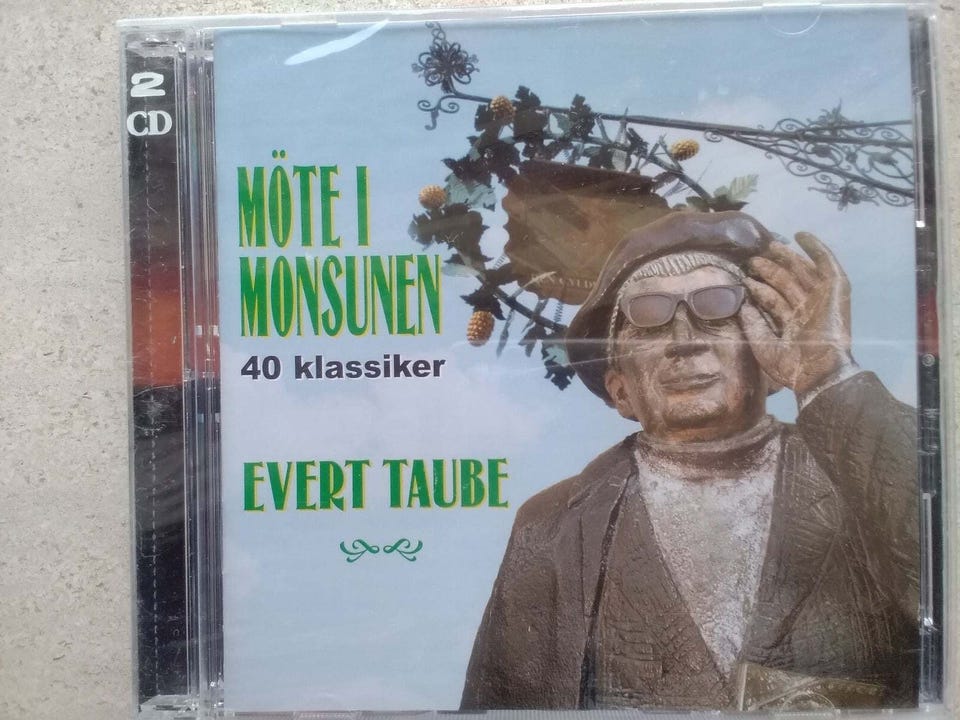 2
CD
MÖTE I
MONSUNEN
40 klassiker
EVERT TAUBE